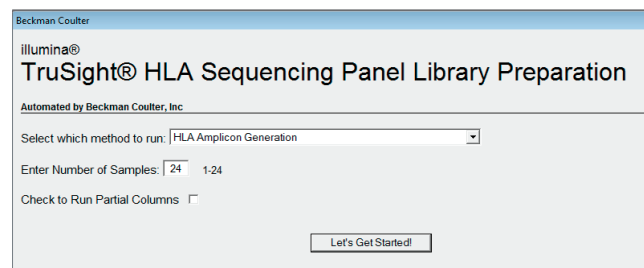 Beckman Coulter
illumina®
TruSight® HLA Sequencing Panel Library Preparation
Automated by Beckman Coulter, Inc
Select which method to run: HLA Amplicon Generation
Enter Number of Samples: 24 1-24
Check to Run Partial Columns
Let's Get Started!